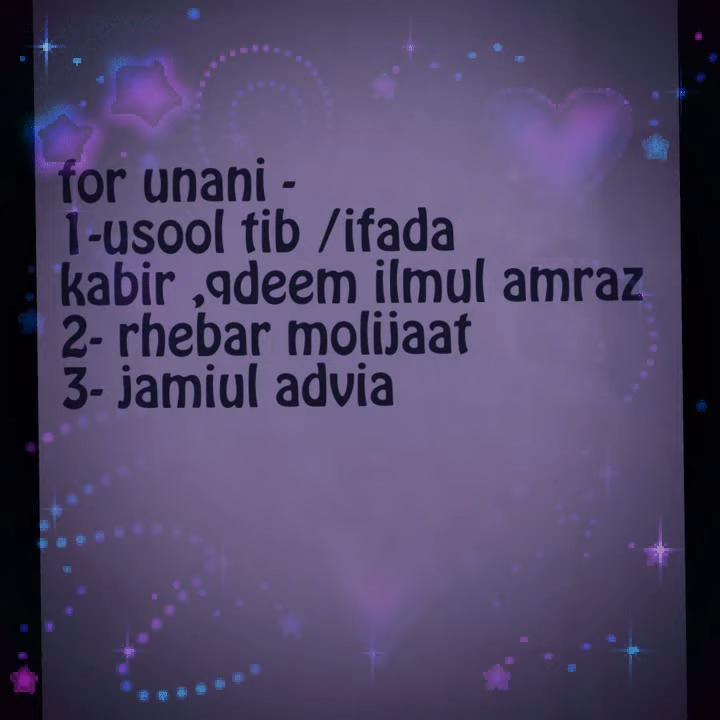 for unani -
1-usool tib /ifada
kabir ,qdeem ilmul amraz
2- rhebar molijaat
3- jamiul advia